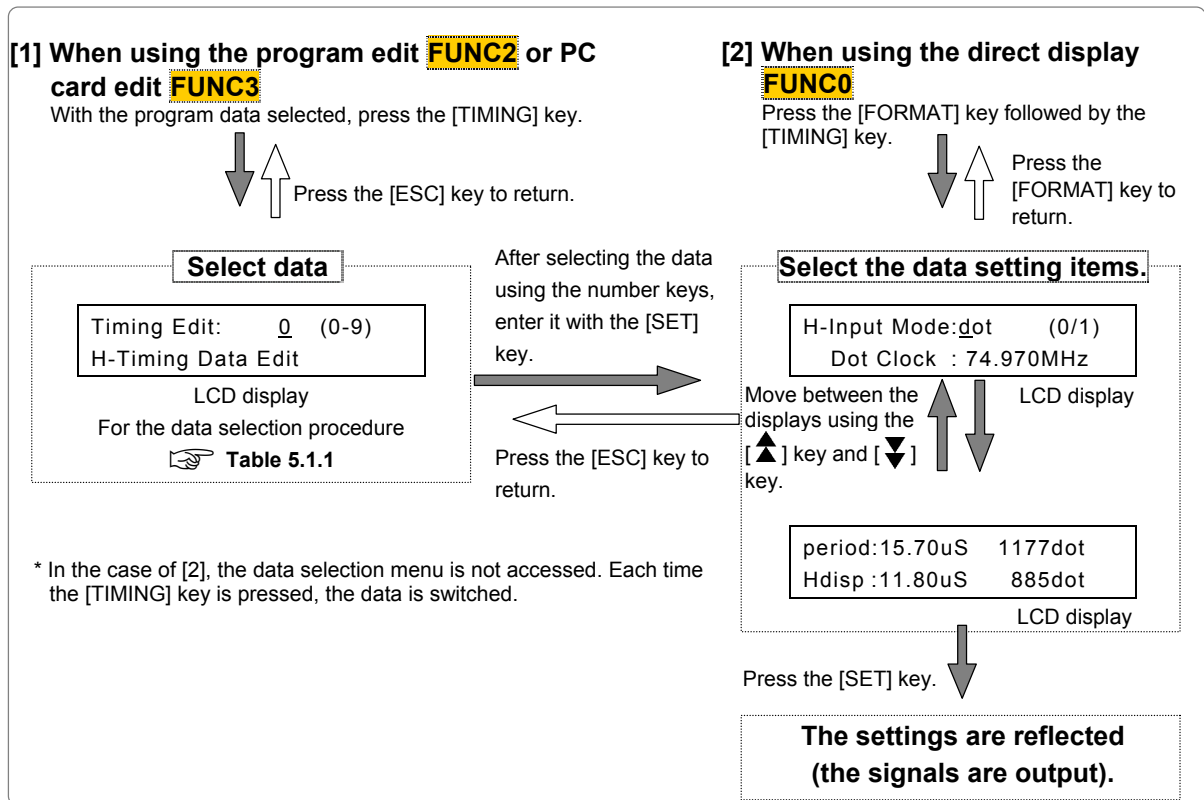 [1] When using the program edit FUNC2 or PC
card edit FUNC3
With the program data selected, press the [TIMING] key.
Press the [ESC] key to return.
Select data
Timing Edit: 0 (0-9)
H-Timing Data Edit
LCD display
For the data selection procedure
Table 5.1.1
After selecting the data
using the number keys,
enter it with the [SET]
key.
Press the [ESC] key to
return.
* In the case of [2], the data selection menu is not accessed. Each time
the [TIMING] key is pressed, the data is switched.
[2] When using the direct display
FUNC0
Press the [FORMAT] key followed by the
[TIMING] key.
Press the
[FORMAT] key to
return.
Select the data setting items.
H-Input Mode:dot (0/1)
Dot Clock : 74.970MHz
LCD display
Move between the
displays using the
[ ] key and [ ]
key.
period:15.70uS 1177dot
Hdisp :11.80uS 885dot
LCD display
Press the [SET] key.
The settings are reflected
(the signals are output).